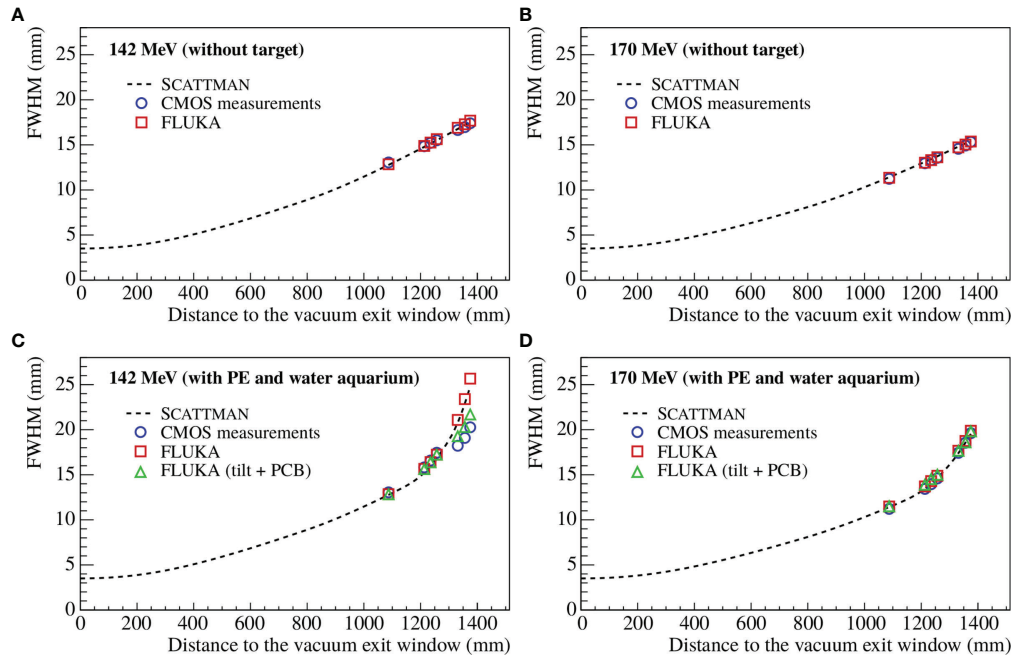 A
FWHM (mm)
142 MeV (without target)
SCATTMAN
CMOS measurements
FLUKA
25
20
15
10
5
0
0 200 400 600 800 1000 1200 1400
Distance to the vacuum exit window (mm)
B
FWHM (mm)
170 MeV (without target)
SCATTMAN
CMOS measurements
FLUKA
25
20
15
10
5
0
0 200 400 600 800 1000 1200 1400
Distance to the vacuum exit window (mm)
C
FWHM (mm)
142 MeV (with PE and water aquarium)
SCATTMAN
CMOS measurements
FLUKA
FLUKA (tilt + PCB)
25
20
15
10
5
0
0 200 400 600 800 1000 1200 1400
Distance to the vacuum exit window (mm)
D
FWHM (mm)
170 MeV (with PE and water aquarium)
SCATTMAN
CMOS measurements
FLUKA
FLUKA (tilt + PCB)
25
20
15
10
5
0
0 200 400 600 800 1000 1200 1400
Distance to the vacuum exit window (mm)